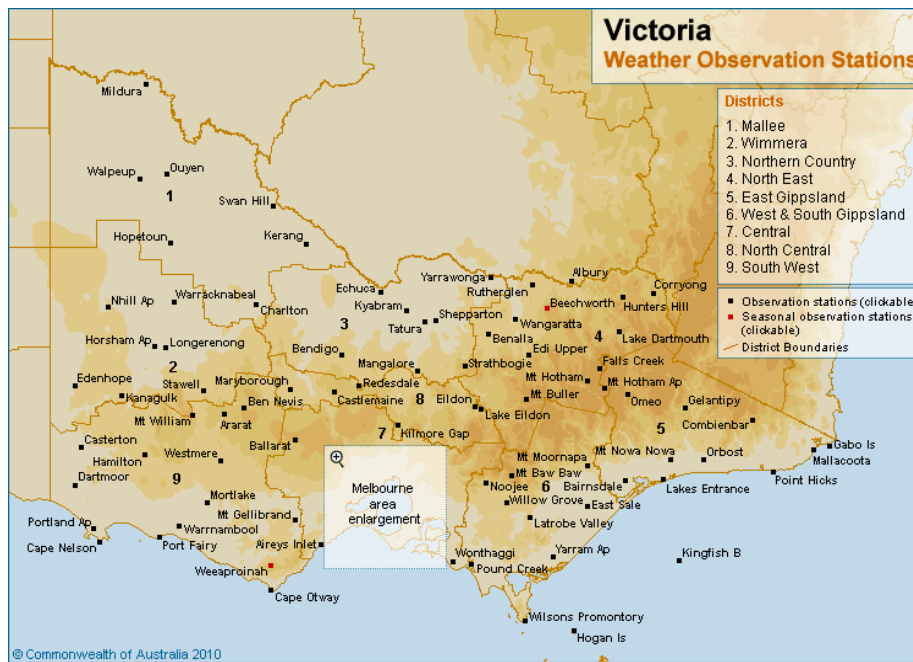 Victoria
Weather Observation Stations
Districts
1. Mallee
2. Wimmera
3. Northern Country
4. North East
5. East Gippsland
6. West & South Gippsland
7. Central
8. North Central
9. South West
Observation stations (clickable)
Seasonal observation stations
(clickable)
District Boundaries
Mildura
Ouyen
Walpeup
1
Swan Hill
Hopetoun
Kerang
Yarrawonga
Albury
Echuca
Rutherglen
Corryong
Nhill Ap
Warracknabeal
Charlton
Kyabram
Beechworth
Hunters Hill
3
Tatura
Shepparton
Wangaratta
4
Lake Dartmouth
Horsham Ap
Longerenong
Bendigo
Benalla
Edi Upper
2
Mangalore
Strathbogie
Falls Creek
Edenhope
Stawell
Maryborough
Redesdale
Mt Hotham
Mt Hotham Ap
Kanagulk
Ben Nevis
Castlemaine
8
Eildon
Mt Buller
Omeo
Gelantipy
Mt William
Ararat
Lake Eildon
Casterton
Ballarat
7
Kilmore Gap
5
Combienbar
Hamilton
Westmere
Mt Moornapa
Mt Nowa Nowa
Orbost
Gabo Is
Mallacoota
Dartmoor
9
Melbourne
area
enlargement
Mt Baw Baw
Noojee
6
Bairnsdale
Lakes Entrance
Point Hicks
Mortlake
Willow Grove
East Sale
Portland Ap
Warrnambool
Mt Gellibrand
Latrobe Valley
Cape Nelson
Port Fairy
Aireys Inlet
Wonthaggi
Yarram Ap
Kingfish B
Weeaproinah
Pound Creek
Cape Otway
Wilsons Promontory
Hogan Is
© Commonwealth of Australia 2010